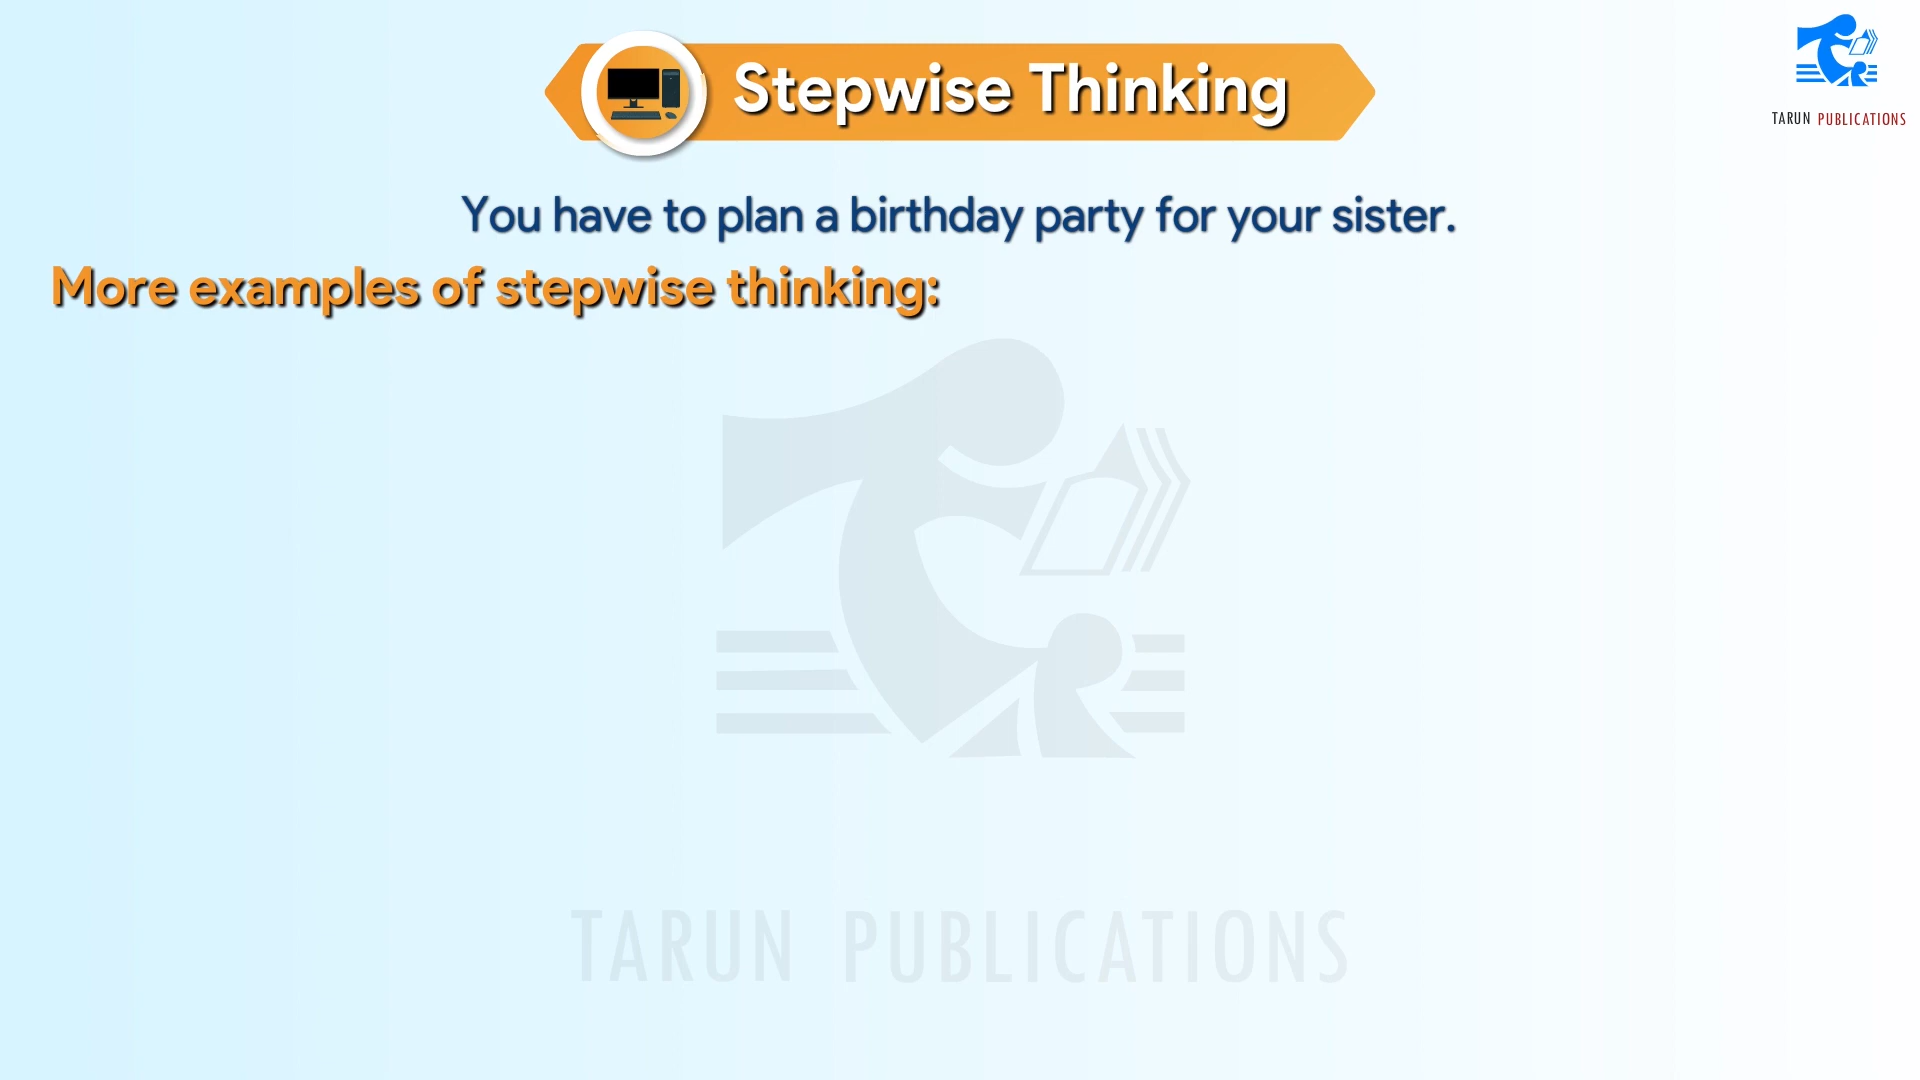 Stepwise Thinking
TARUN PUBLICATIONS
You have to plan a birthday party for your sister.
More examples of stepwise thinking:
TARUN PUBLICATIONS